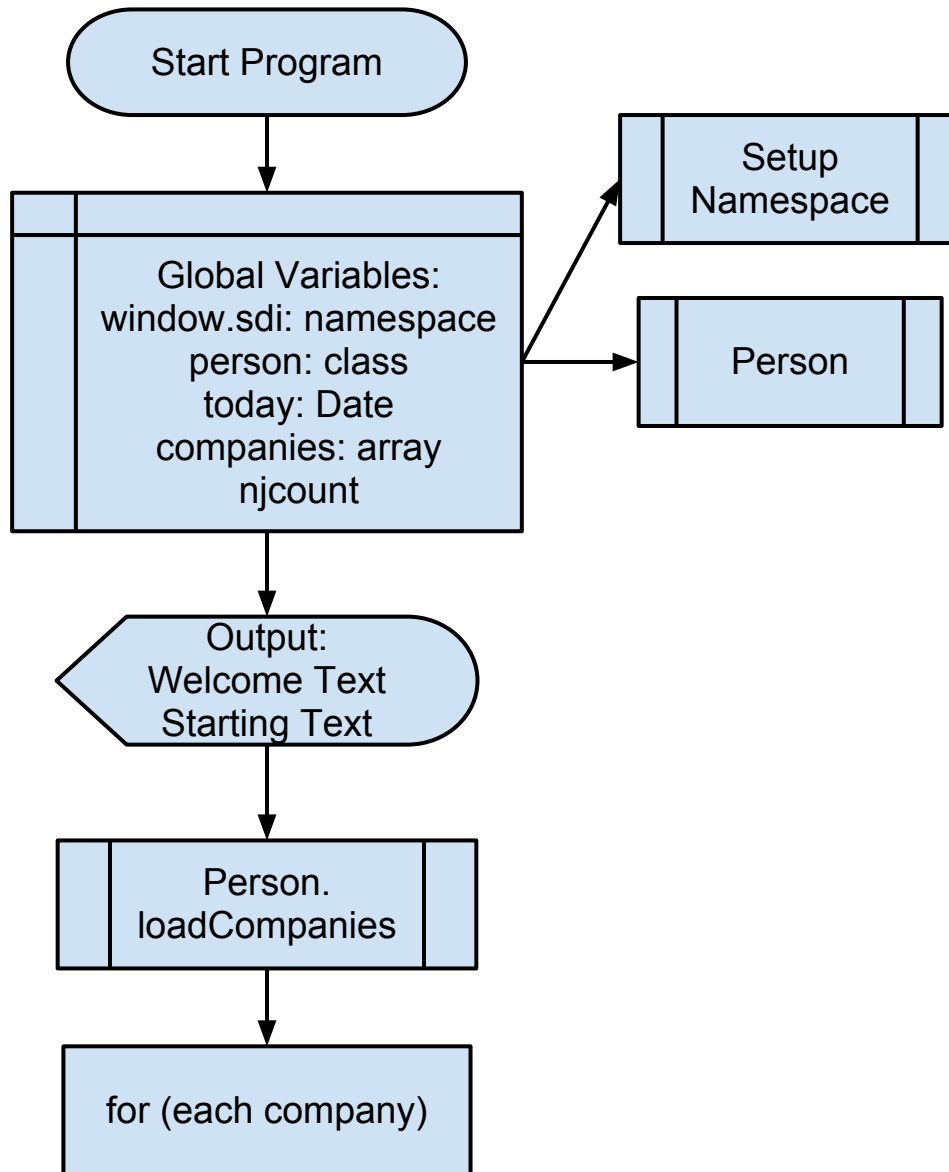 Start Program
Setup
Namespace
Global Variables:
window.sdi: namespace
person: class
today: Date
companies: array
njcount
Person
Output:
Welcome Text
Starting Text
Person.
loadCompanies
for (each company)